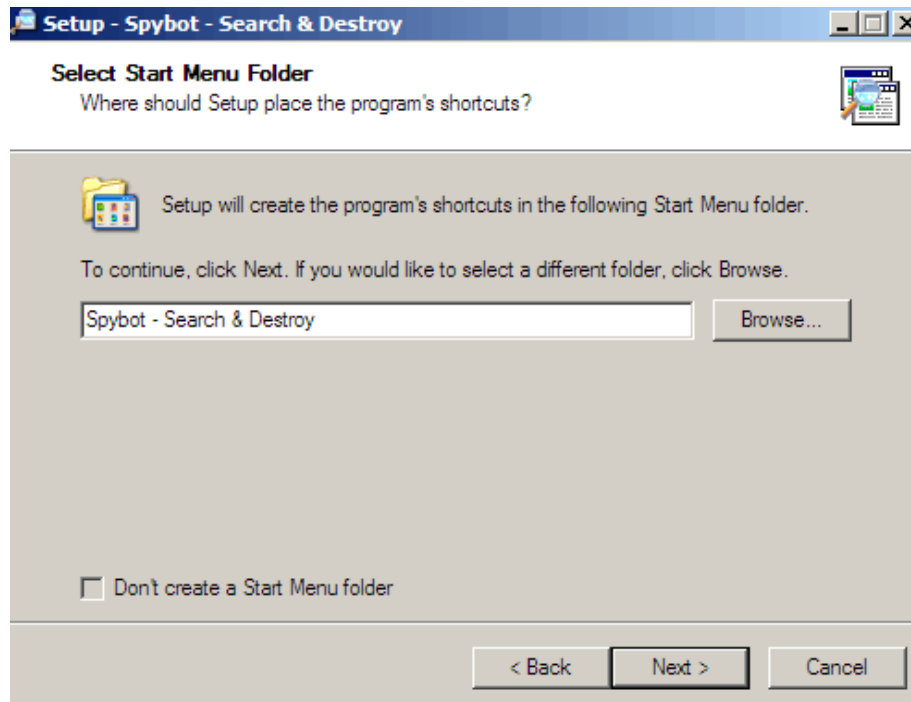 Setup - Spybot - Search & Destroy
Select Start Menu Folder
Where should Setup place the program's shortcuts?
Setup will create the program's shortcuts in the following Start Menu folder.
To continue, click Next. If you would like to select a different folder, click Browse.
Spybot - Search & Destroy
Browse...
Don't create a Start Menu folder
< Back
Next >
Cancel